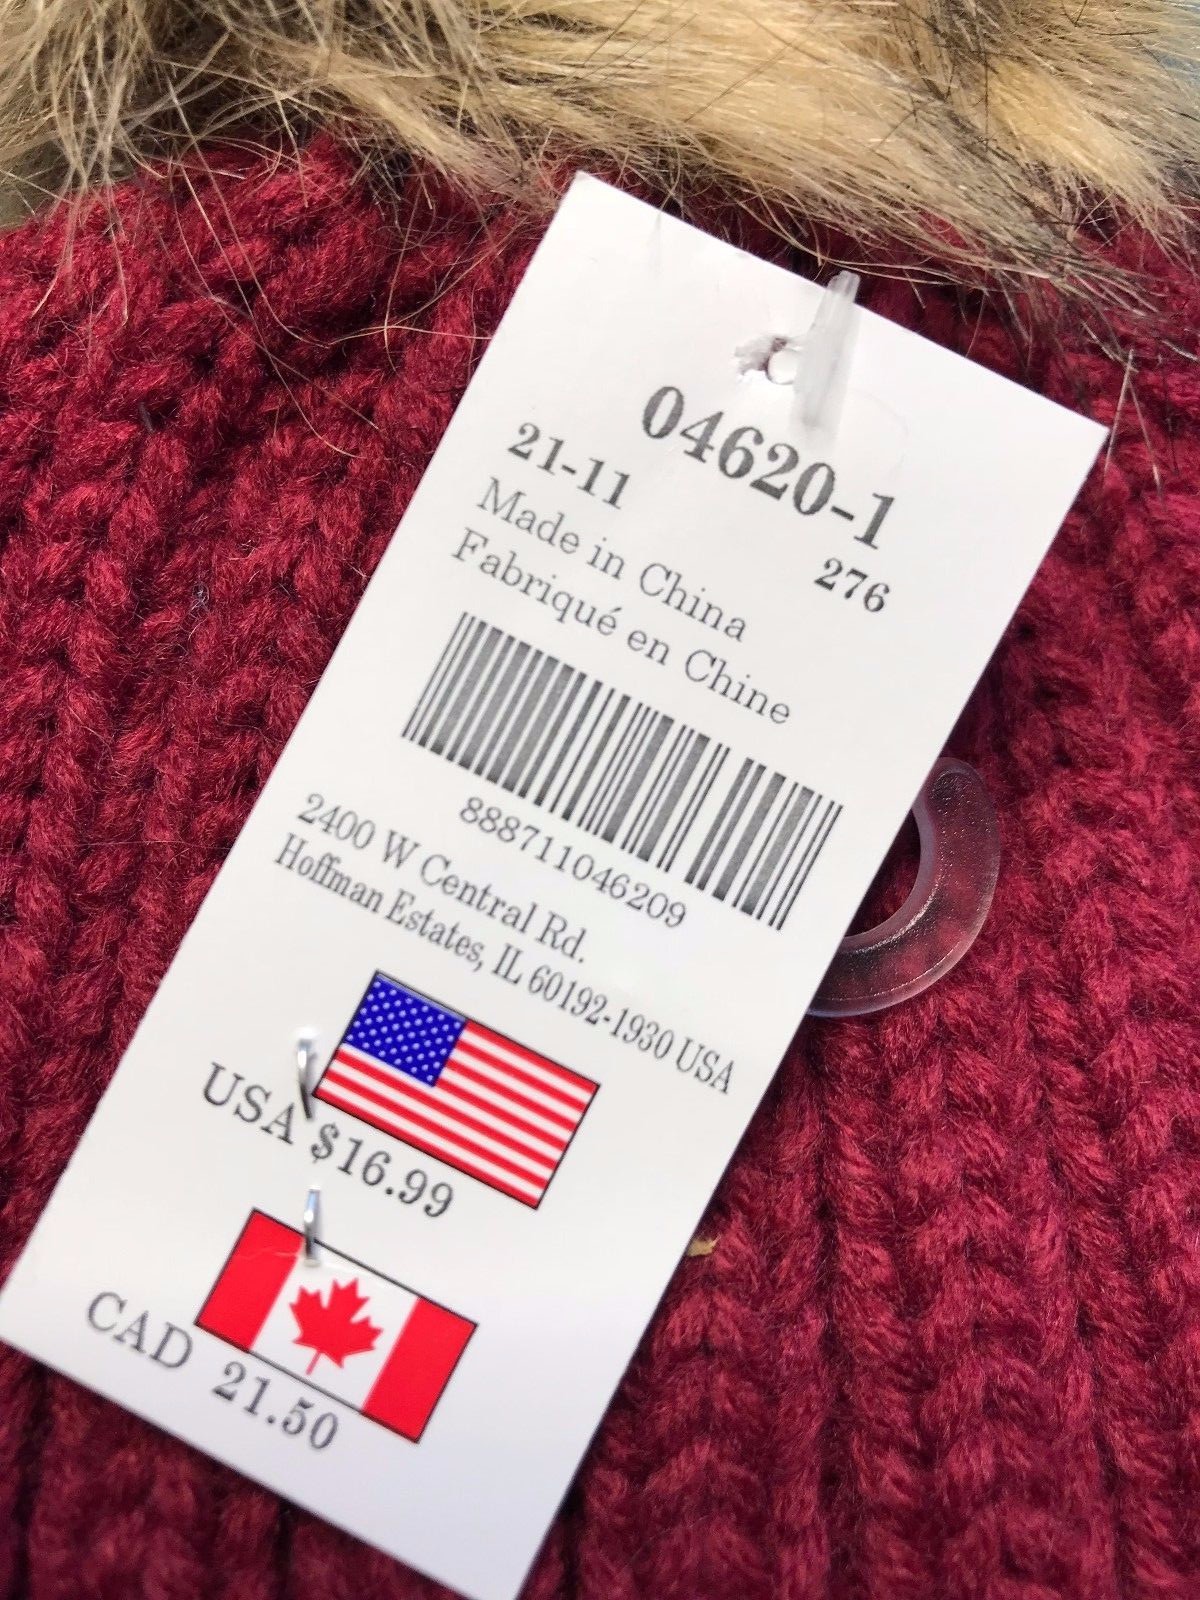 04620-1
21-11
276
Made in China
Fabriqué en Chine
888711046209
2400 W Central Rd.
Hoffman Estates, IL 60192-1930 USA
USA $16.99
CAD 21.50